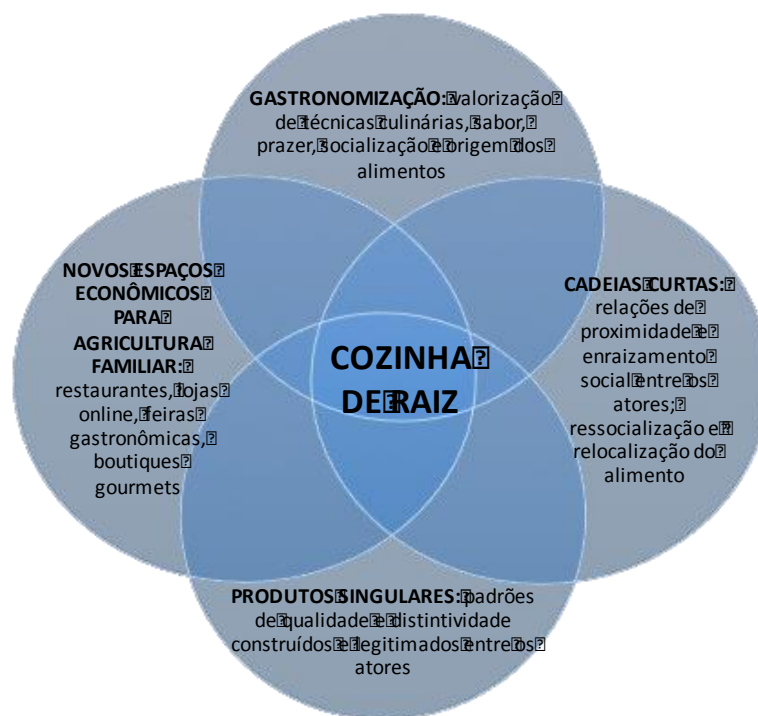 GASTRONOMIZAÇÃO: valorização
de técnicas culinárias, sabor,
prazer, socialização e origem dos
alimentos
NOVOS ESPAÇOS
ECONÔMICOS
PARA
AGRICULTURA
FAMILIAR:
restaurantes, lojas
online, feiras
gastronômicas,
boutiques
gourmets
COZINHA
DE RAIZ
CADEIAS CURTAS:
relações de
proximidade e
enraizamento
social entre os
atores;
ressocialização e
relocalização do
alimento
PRODUTOS SINGULARES: padrões
de qualidade e distintividade
construídos e legitimados entre os
atores